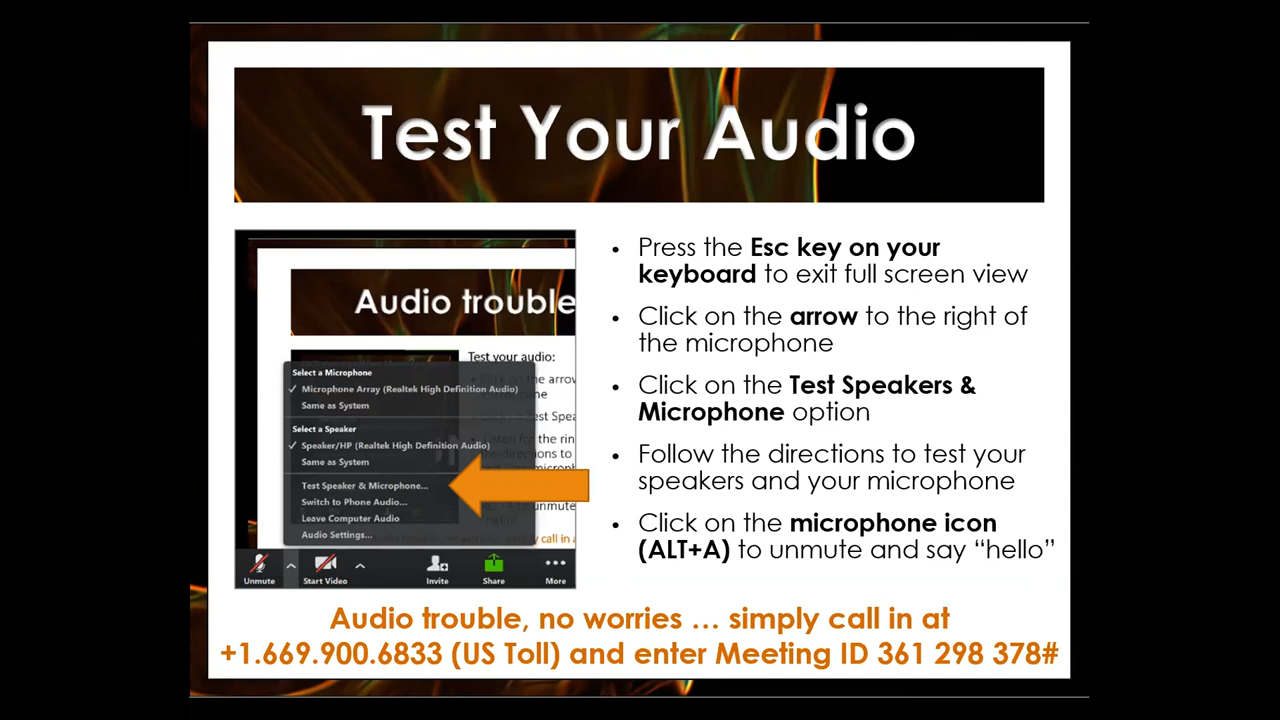 Test Your Audio
Audio trouble
Test your audio:
Select a Microphone
✓ Microphone Array (Realtek High Definition Audio)
Same as System
Select a Speaker
✓ Speaker/HP (Realtek High Definition Audio)
Same as System
Test Speaker & Microphone...
Switch to Phone Audio...
Leave Computer Audio
Audio Settings...
Unmute
Start Video
Invite
Share
More
• Press the Esc key on your
keyboard to exit full screen view
• Click on the arrow to the right of
the microphone
• Click on the Test Speakers &
Microphone option
• Follow the directions to test your
speakers and your microphone
• Click on the microphone icon
(ALT+A) to unmute and say “hello”
Audio trouble, no worries … simply call in at
+1.669.900.6833 (US Toll) and enter Meeting ID 361 298 378#